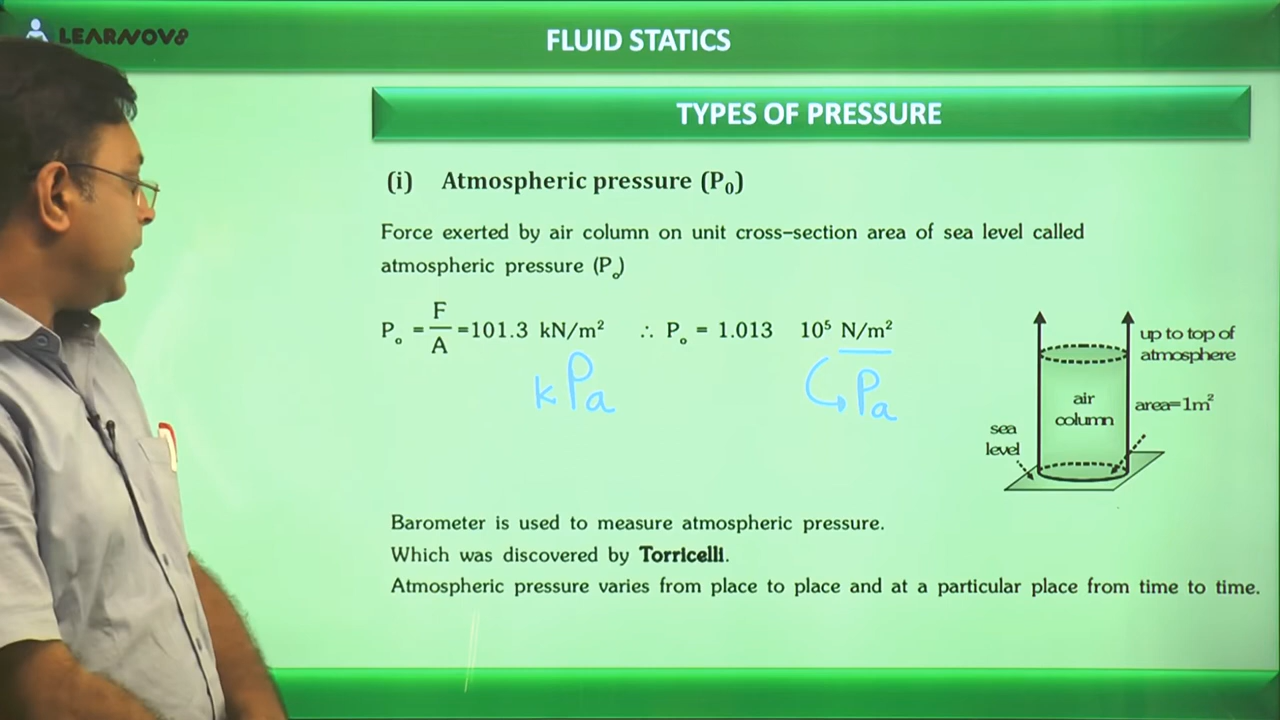 LEARNOV8
FLUID STATICS
TYPES OF PRESSURE
(i) Atmospheric pressure (P₀)
Force exerted by air column on unit cross-section area of sea level called
atmospheric pressure (Pₒ)
Pₒ = F/A =101.3 kN/m² ∴ Pₒ = 1.013 10⁵ N/m²
kPa
Pa
up to top of
atmosphere
air
column
area=1m²
sea
level
Barometer is used to measure atmospheric pressure.
Which was discovered by Torricelli.
Atmospheric pressure varies from place to place and at a particular place from time to time.